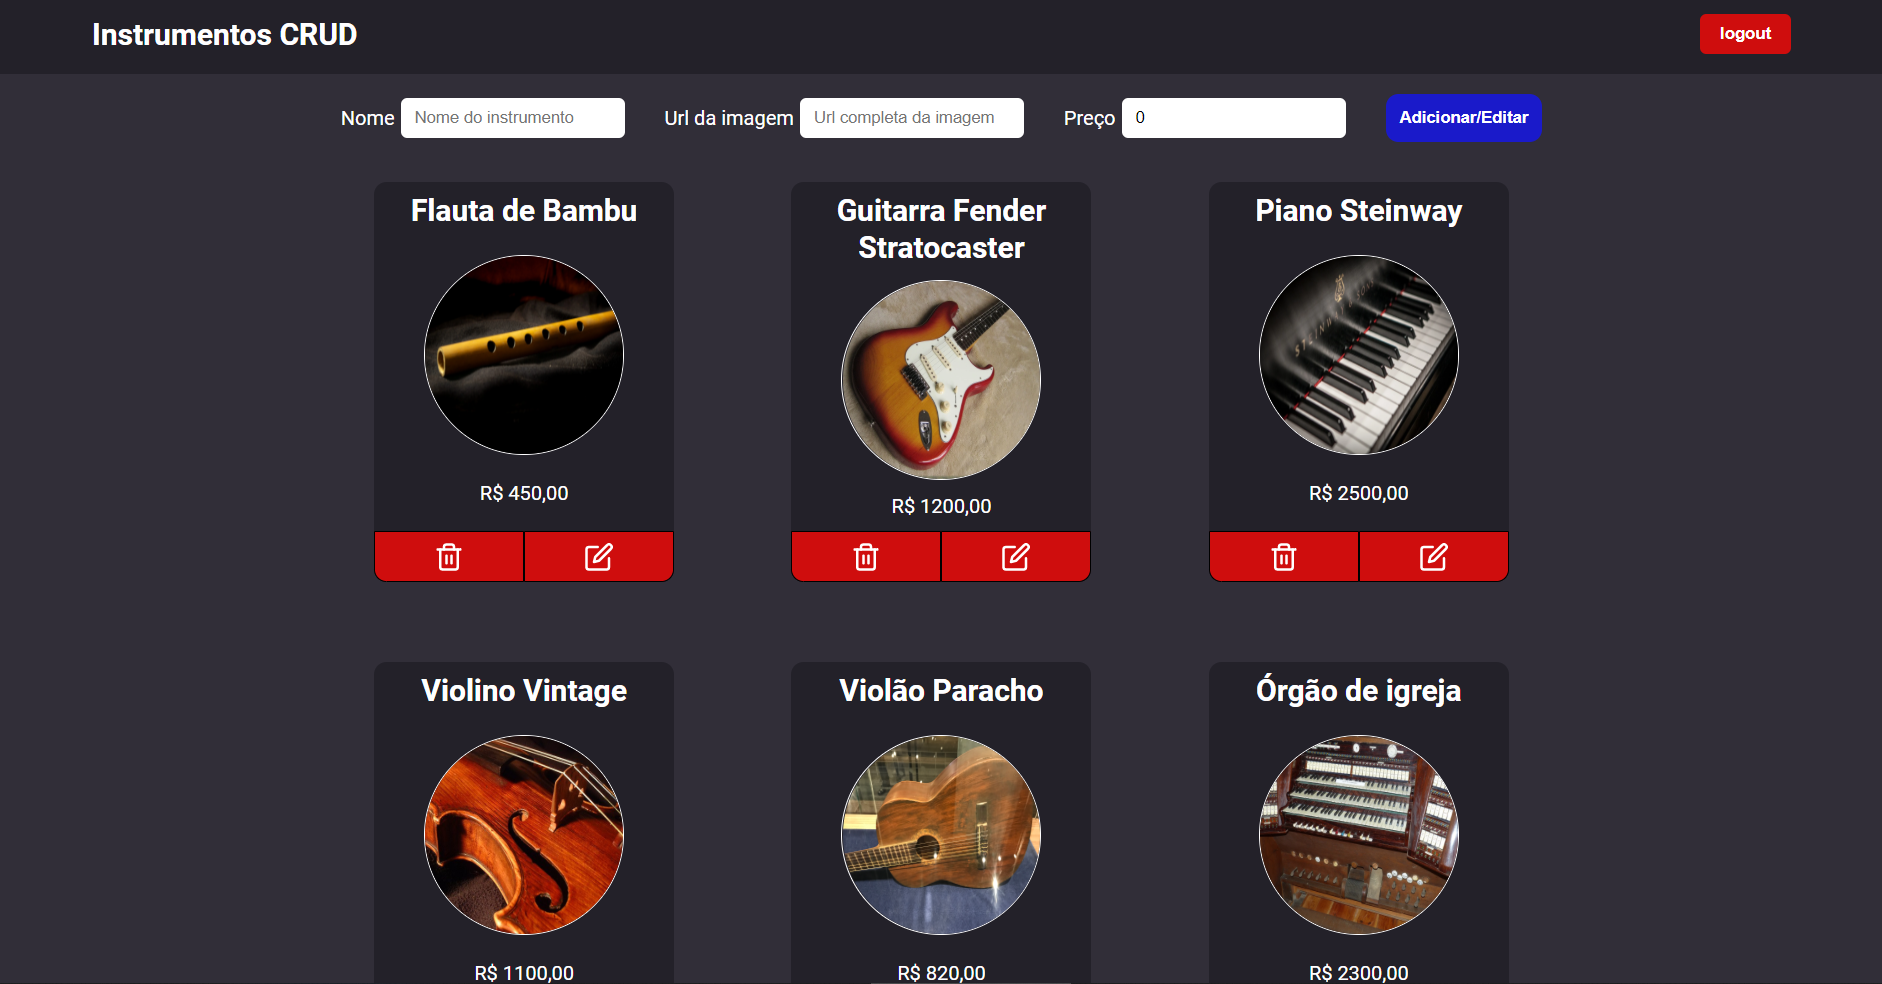 Instrumentos CRUD
logout
Nome
Nome do instrumento
Url da imagem
Url completa da imagem
Preço
0
Adicionar/Editar
Flauta de Bambu
Guitarra Fender
Stratocaster
Piano Steinway
R$ 450,00
R$ 1200,00
R$ 2500,00
Violino Vintage
Violão Paracho
Órgão de igreja
R$ 1100,00
R$ 820,00
R$ 2300,00